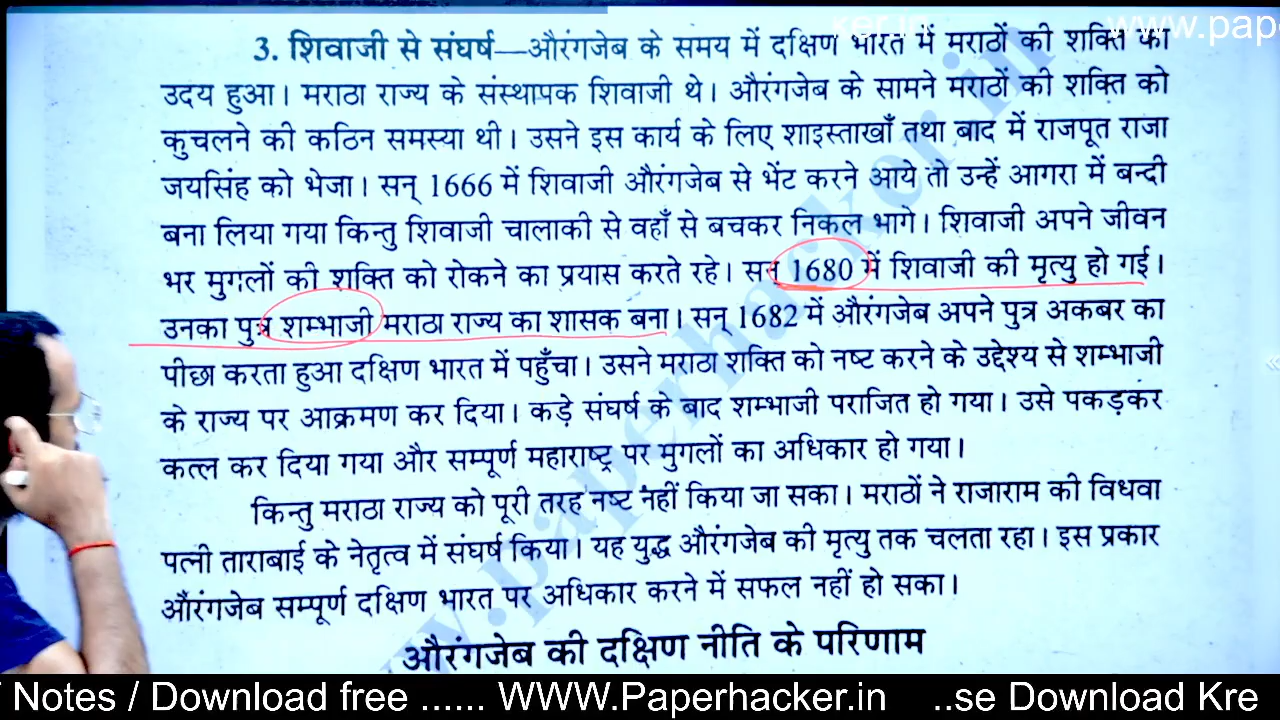 www.pap
ker.in
3. शिवाजी से संघर्ष—औरंगजेब के समय में दक्षिण भारत में मराठों की शक्ति का
उदय हुआ। मराठा राज्य के संस्थापक शिवाजी थे। औरंगजेब के सामने मराठों की शक्ति को
कुचलने की कठिन समस्या थी। उसने इस कार्य के लिए शाइस्ताखाँ तथा बाद में राजपूत राजा
जयसिंह को भेजा। सन् 1666 में शिवाजी औरंगजेब से भेंट करने आये तो उन्हें आगरा में बन्दी
बना लिया गया किन्तु शिवाजी चालाकी से वहाँ से बचकर निकल भागे। शिवाजी अपने जीवन
भर मुगलों की शक्ति को रोकने का प्रयास करते रहे। सन् 1680 में शिवाजी की मृत्यु हो गई।
उनका पुत्र शम्भाजी मराठा राज्य का शासक बना। सन् 1682 में औरंगजेब अपने पुत्र अकबर का
पीछा करता हुआ दक्षिण भारत में पहुँचा। उसने मराठा शक्ति को नष्ट करने के उद्देश्य से शम्भाजी
के राज्य पर आक्रमण कर दिया। कड़े संघर्ष के बाद शम्भाजी पराजित हो गया। उसे पकड़कर
कत्ल कर दिया गया और सम्पूर्ण महाराष्ट्र पर मुगलों का अधिकार हो गया।
किन्तु मराठा राज्य को पूरी तरह नष्ट नहीं किया जा सका। मराठों ने राजाराम की विधवा
पत्नी ताराबाई के नेतृत्व में संघर्ष किया। यह युद्ध औरंगजेब की मृत्यु तक चलता रहा। इस प्रकार
औरंगजेब सम्पूर्ण दक्षिण भारत पर अधिकार करने में सफल नहीं हो सका।
औरंगजेब की दक्षिण नीति के परिणाम
www.paperhacker.in
Notes / Download free ...... WWW.Paperhacker.in ..se Download Kre